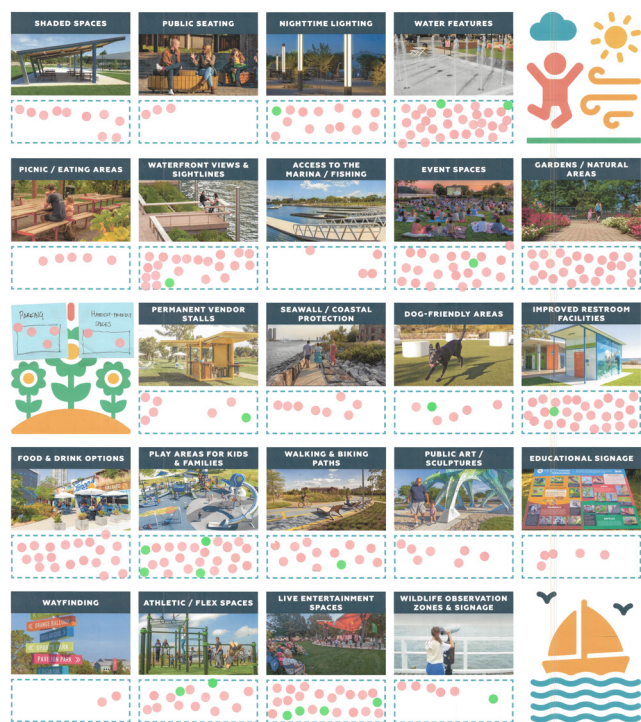 SHADED SPACES
PUBLIC SEATING
NIGHTTIME LIGHTING
WATER FEATURES
PICNIC / EATING AREAS
WATERFRONT VIEWS &
SIGHTLINES
ACCESS TO THE
MARINA / FISHING
EVENT SPACES
GARDENS / NATURAL
AREAS
PARKING
SPACES
PERMANENT VENDOR
STALLS
SEAWALL / COASTAL
PROTECTION
DOG-FRIENDLY AREAS
IMPROVED RESTROOM
FACILITIES
FOOD & DRINK OPTIONS
PLAY AREAS FOR KIDS
& FAMILIES
WALKING & BIKING
PATHS
PUBLIC ART /
SCULPTURES
EDUCATIONAL SIGNAGE
WAYFINDING
ATHLETIC / FLEX SPACES
LIVE ENTERTAINMENT
SPACES
WILDLIFE OBSERVATION
ZONES & SIGNAGE